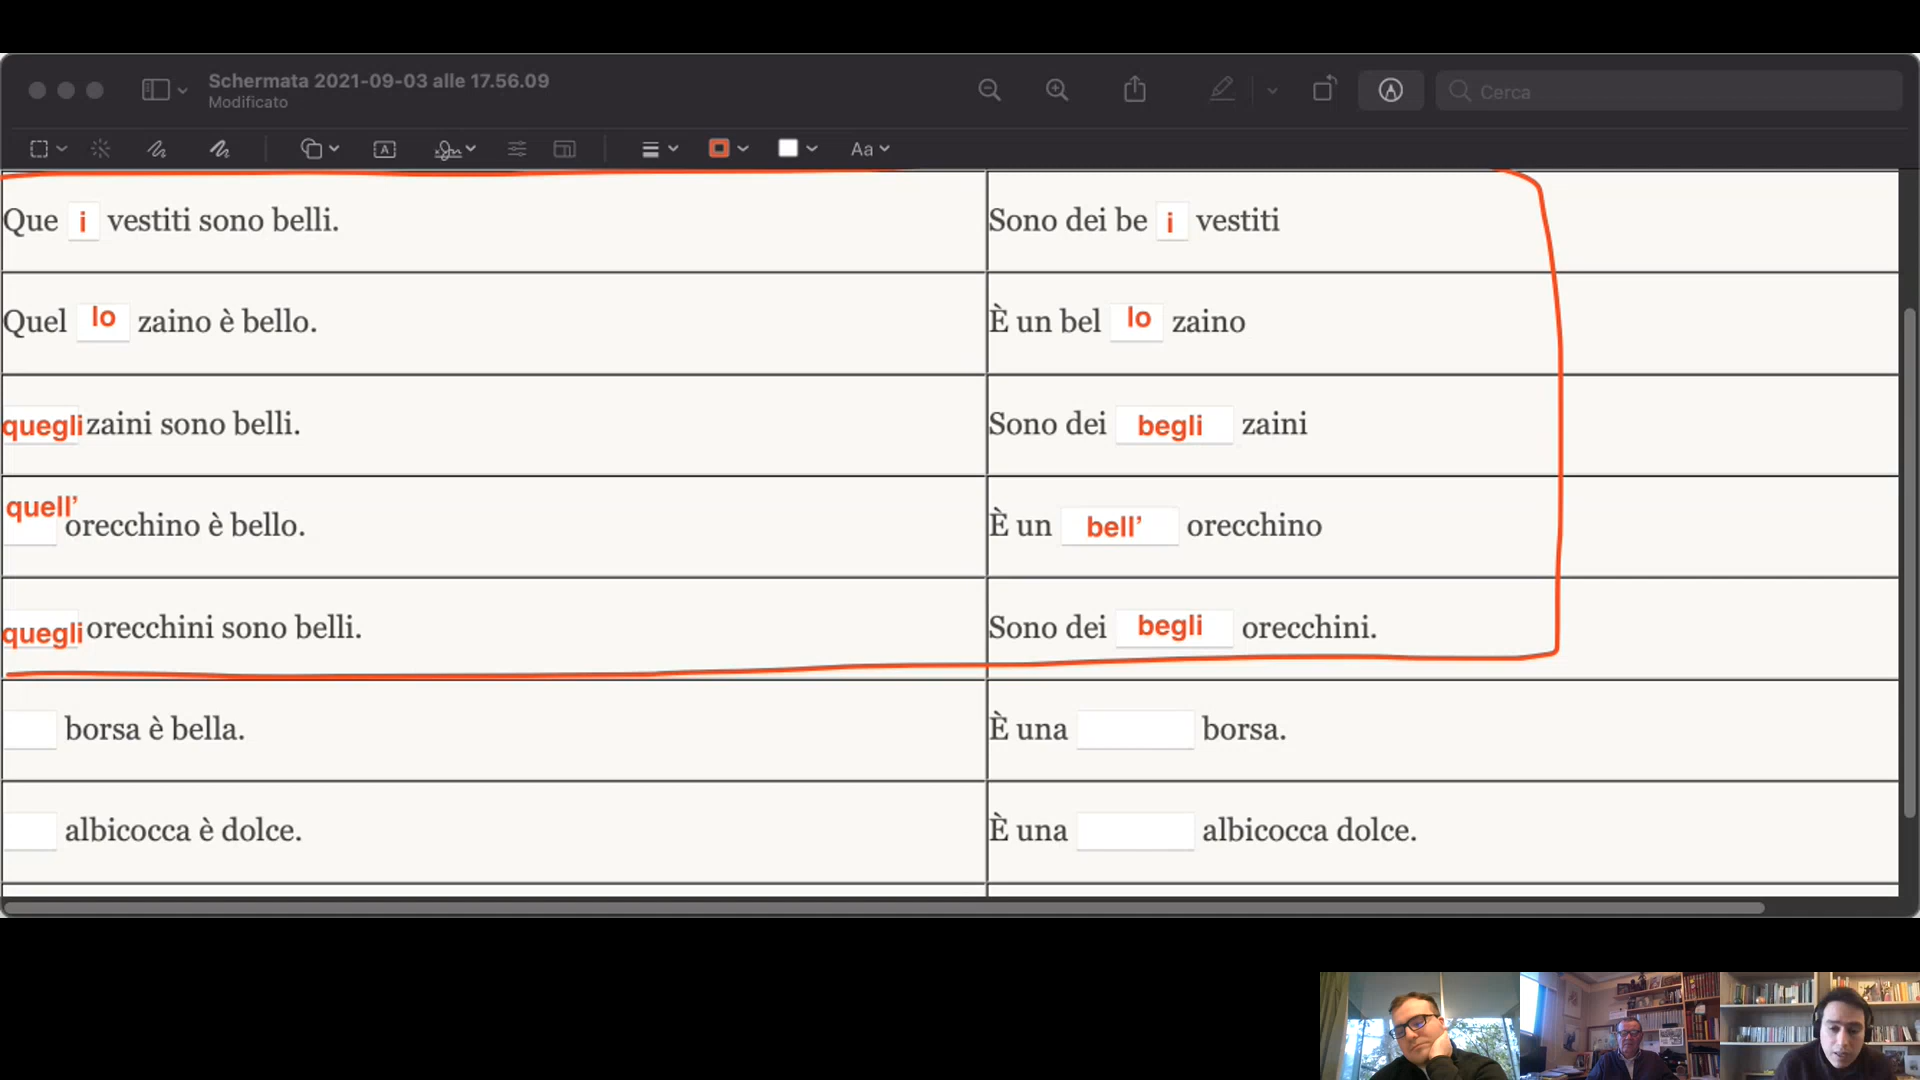 Schermata 2021-09-03 alle 17.56.09
Modificato
Cerca
A
Aa
Que i vestiti sono belli.
Sono dei be i vestiti
Quel lo zaino è bello.
È un bel lo zaino
quegli zaini sono belli.
Sono dei begli zaini
quell' orecchino è bello.
È un bell' orecchino
quegli orecchini sono belli.
Sono dei begli orecchini.
borsa è bella.
È una borsa.
albicocca è dolce.
È una albicocca dolce.